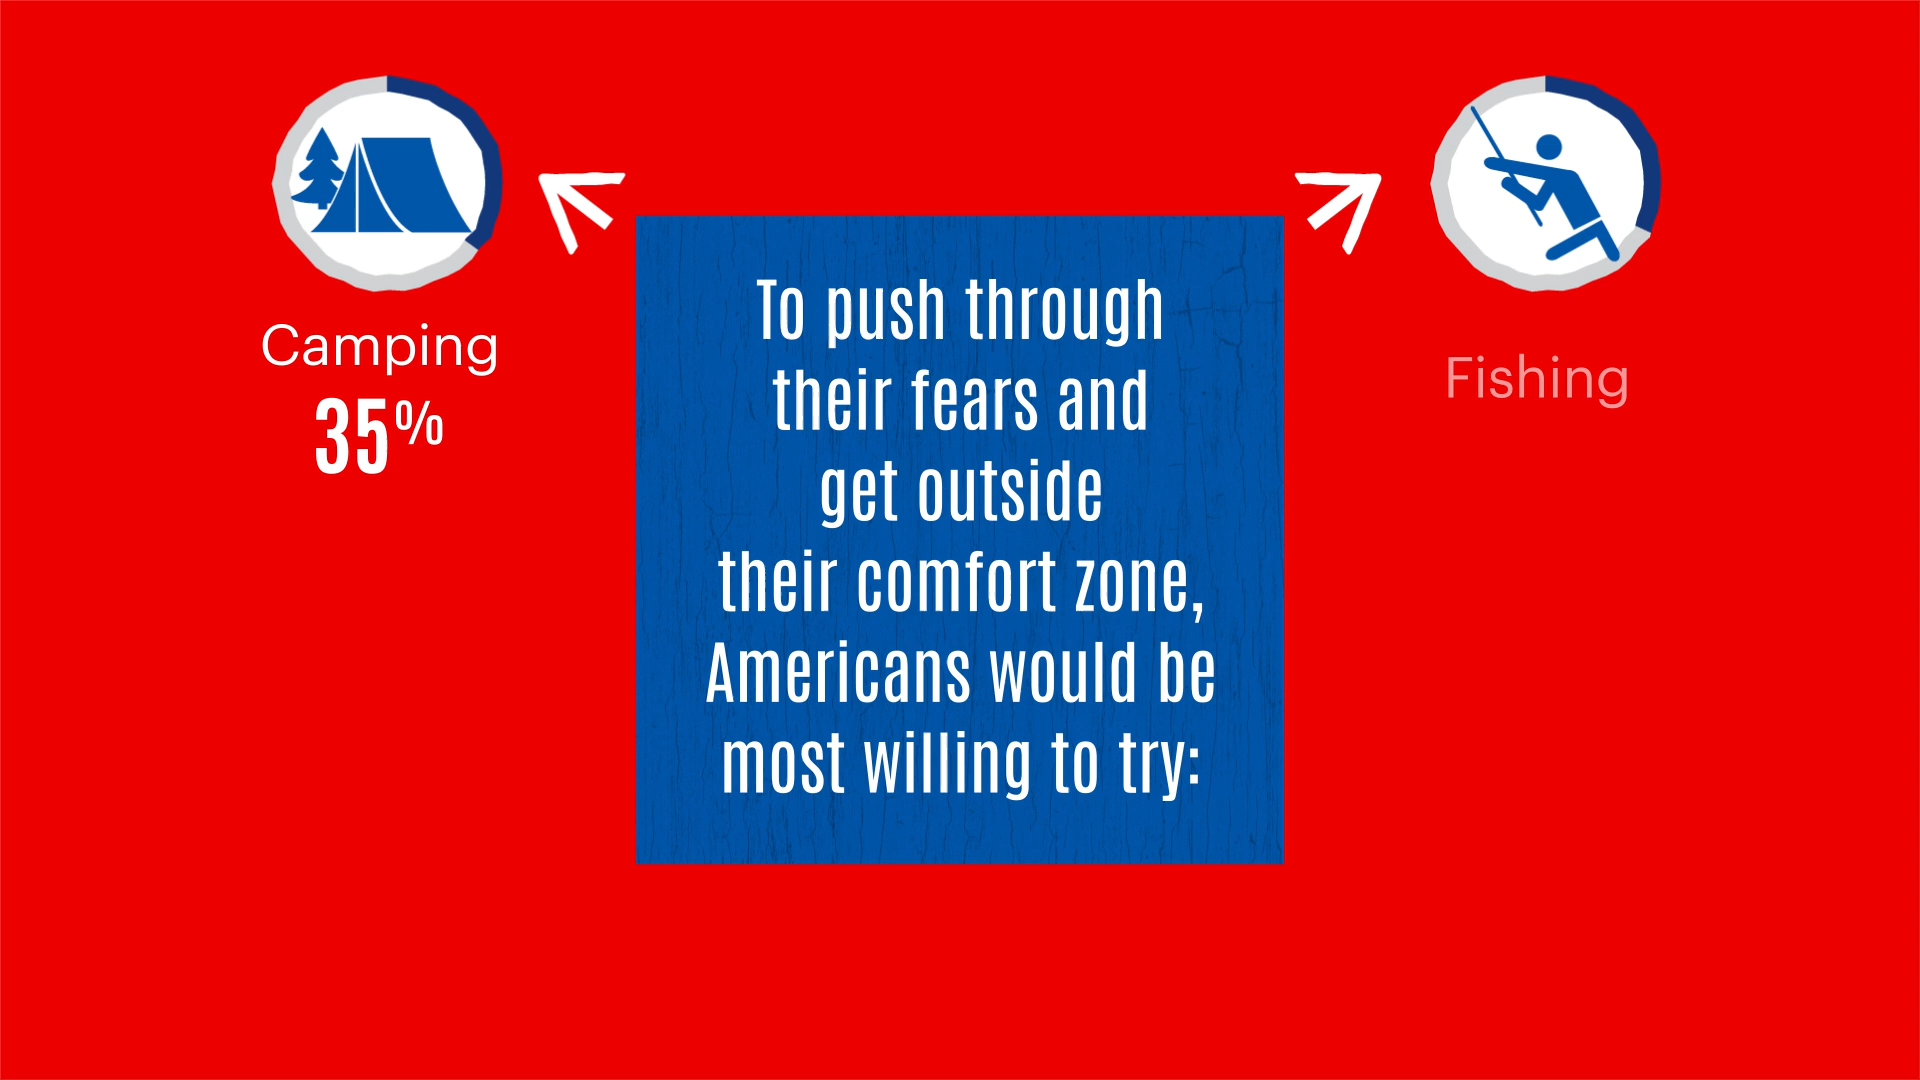 Camping
35%
To push through
their fears and
get outside
their comfort zone,
Americans would be
most willing to try:
Fishing